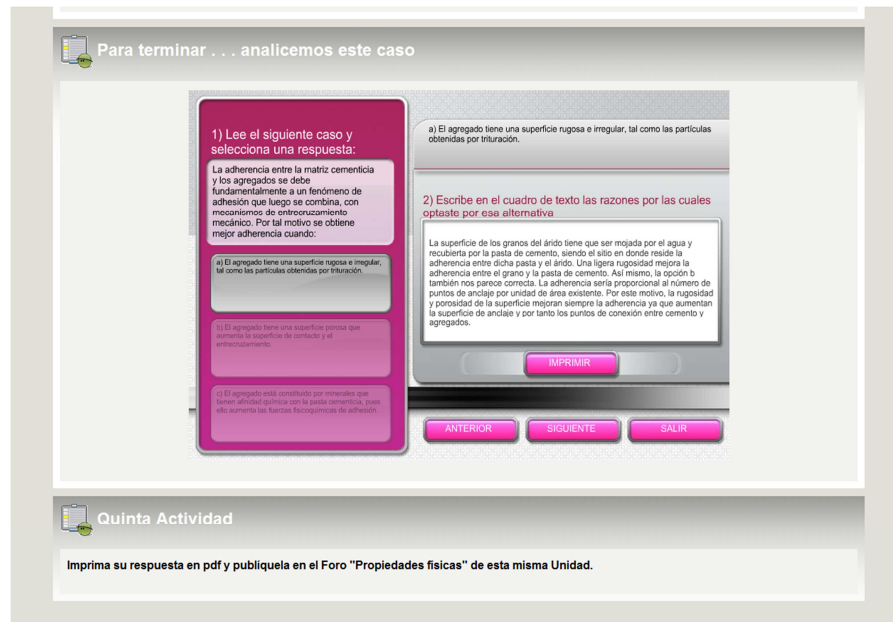 Para terminar . . . analicemos este caso
1) Lee el siguiente caso y
selecciona una respuesta:
La adherencia entre la matriz cementicia
y los agregados se debe
fundamentalmente a un fenómeno de
adhesión que luego se combina, con
mecanismos de entrecruzamiento
mecánico. Por tal motivo se obtiene
mejor adherencia cuando:
a) El agregado tiene una superficie rugosa e irregular,
tal como las partículas obtenidas por trituración.
b) El agregado tiene una superficie porosa que
aumenta la superficie de contacto y el
entrecruzamiento.
c) El agregado está constituido por minerales que
tienen afinidad química con la pasta cementicia, pues
ello aumenta las fuerzas fisicoquímicas de adhesión.
a) El agregado tiene una superficie rugosa e irregular, tal como las partículas
obtenidas por trituración.
2) Escribe en el cuadro de texto las razones por las cuales
optaste por esa alternativa
La superficie de los granos del árido tiene que ser mojada por el agua y
recubierta por la pasta de cemento, siendo el sitio en donde reside la
adherencia entre dicha pasta y el árido. Una ligera rugosidad mejora la
adherencia entre el grano y la pasta de cemento. Así mismo, la opción b
también nos parece correcta. La adherencia sería proporcional al número de
puntos de anclaje por unidad de área existente. Por este motivo, la rugosidad
y porosidad de la superficie mejoran siempre la adherencia ya que aumentan
la superficie de anclaje y por tanto los puntos de conexión entre cemento y
agregados.
IMPRIMIR
ANTERIOR SIGUIENTE SALIR
Quinta Actividad
Imprima su respuesta en pdf y publíquela en el Foro "Propiedades físicas" de esta misma Unidad.